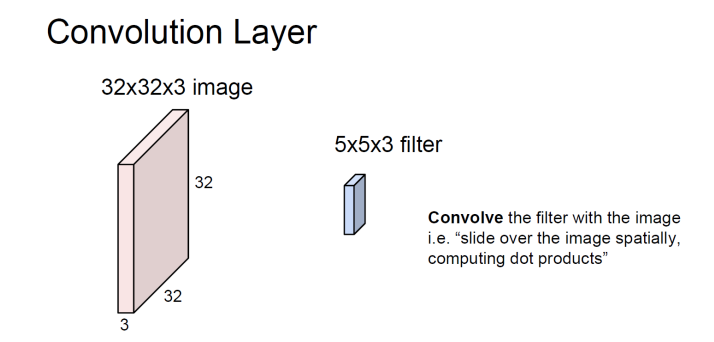 Convolution Layer
32x32x3 image
5x5x3 filter
32
Convolve the filter with the image
i.e. “slide over the image spatially,
computing dot products”
32
3